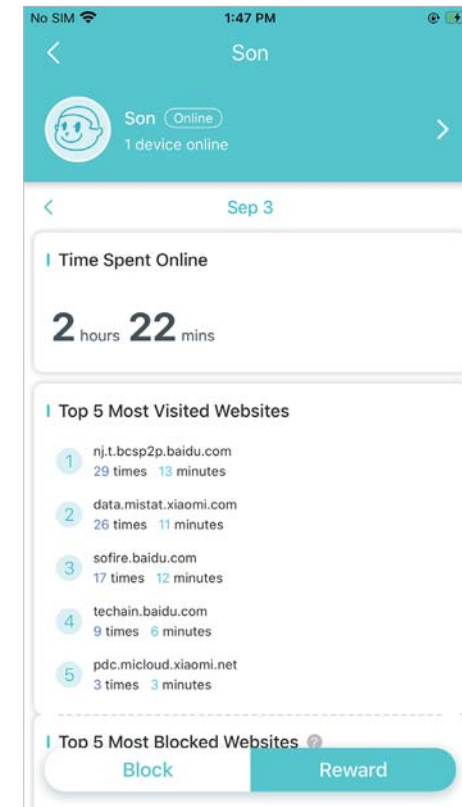 No SIM 1:47 PM
Son
Son Online
1 device online
Sep 3
Time Spent Online
2 hours 22 mins
Top 5 Most Visited Websites
1 nj.t.bcsp2p.baidu.com
29 times 13 minutes
2 data.mistat.xiaomi.com
26 times 11 minutes
3 sofire.baidu.com
17 times 12 minutes
4 techain.baidu.com
9 times 6 minutes
5 pdc.micloud.xiaomi.net
3 times 3 minutes
Top 5 Most Blocked Websites ?
Block Reward